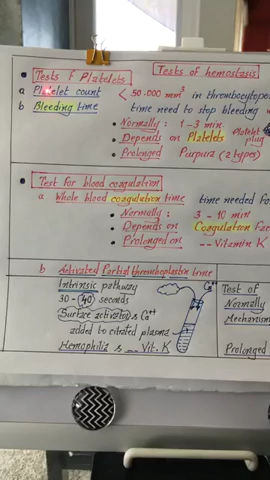 Tests of hemostasis
• Tests F Platelets
a Platelet count < 50.000 mm³ in thrombocytope
b Bleeding time time need to stop bleeding
• Normally : 1-3 min
• Depends on Platelets Platelet plug
• Prolonged Purpura (2 types)
• Test for blood coagulation
a Whole blood coagulation time time needed fo
• Normally : 3 - 10 min
• Depends on Coagulation Fac
• Prolonged on -- Vitamin K
b Activated Partial thromboplastin time
Intrinsic pathway
30 - 40 seconds
Surface activator & Ca++
added to citrated plasma
Hemophilia & -- Vit. K
Ca++
Test of
Normally
Mechanism
Prolonged